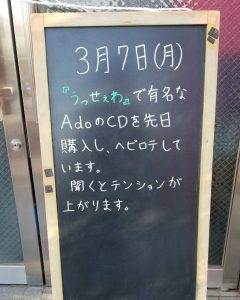 3月7日(月)
『うっせぇわ』で有名な
AdoのCDを先日
購入し、ヘビロテして
います。
聞くとテンションが
上がります。